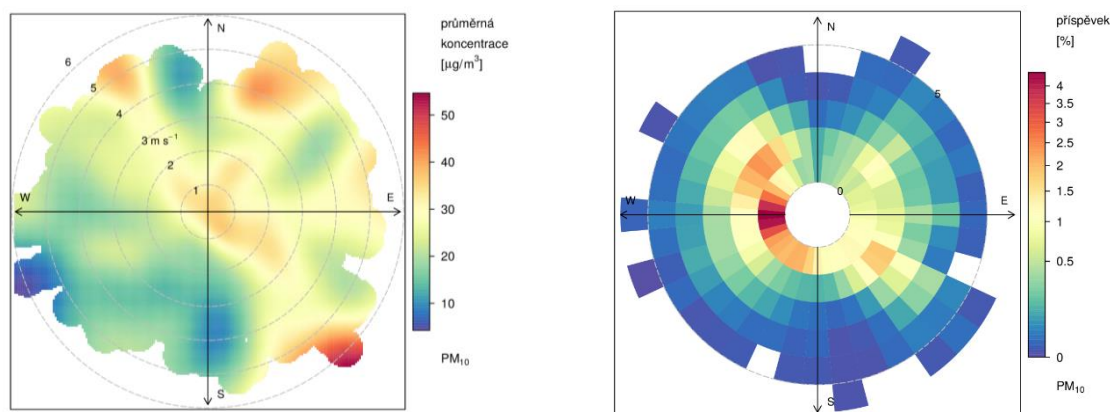 průměrná
koncentrace
[µg/m³]
N
6
5
4
3 m s⁻¹
2
1
W
E
S
50
40
30
20
10
PM₁₀
příspěvek
[%]
N
5
0
W
E
S
4
3.5
3
2.5
2
1.5
1
0.5
0
PM₁₀